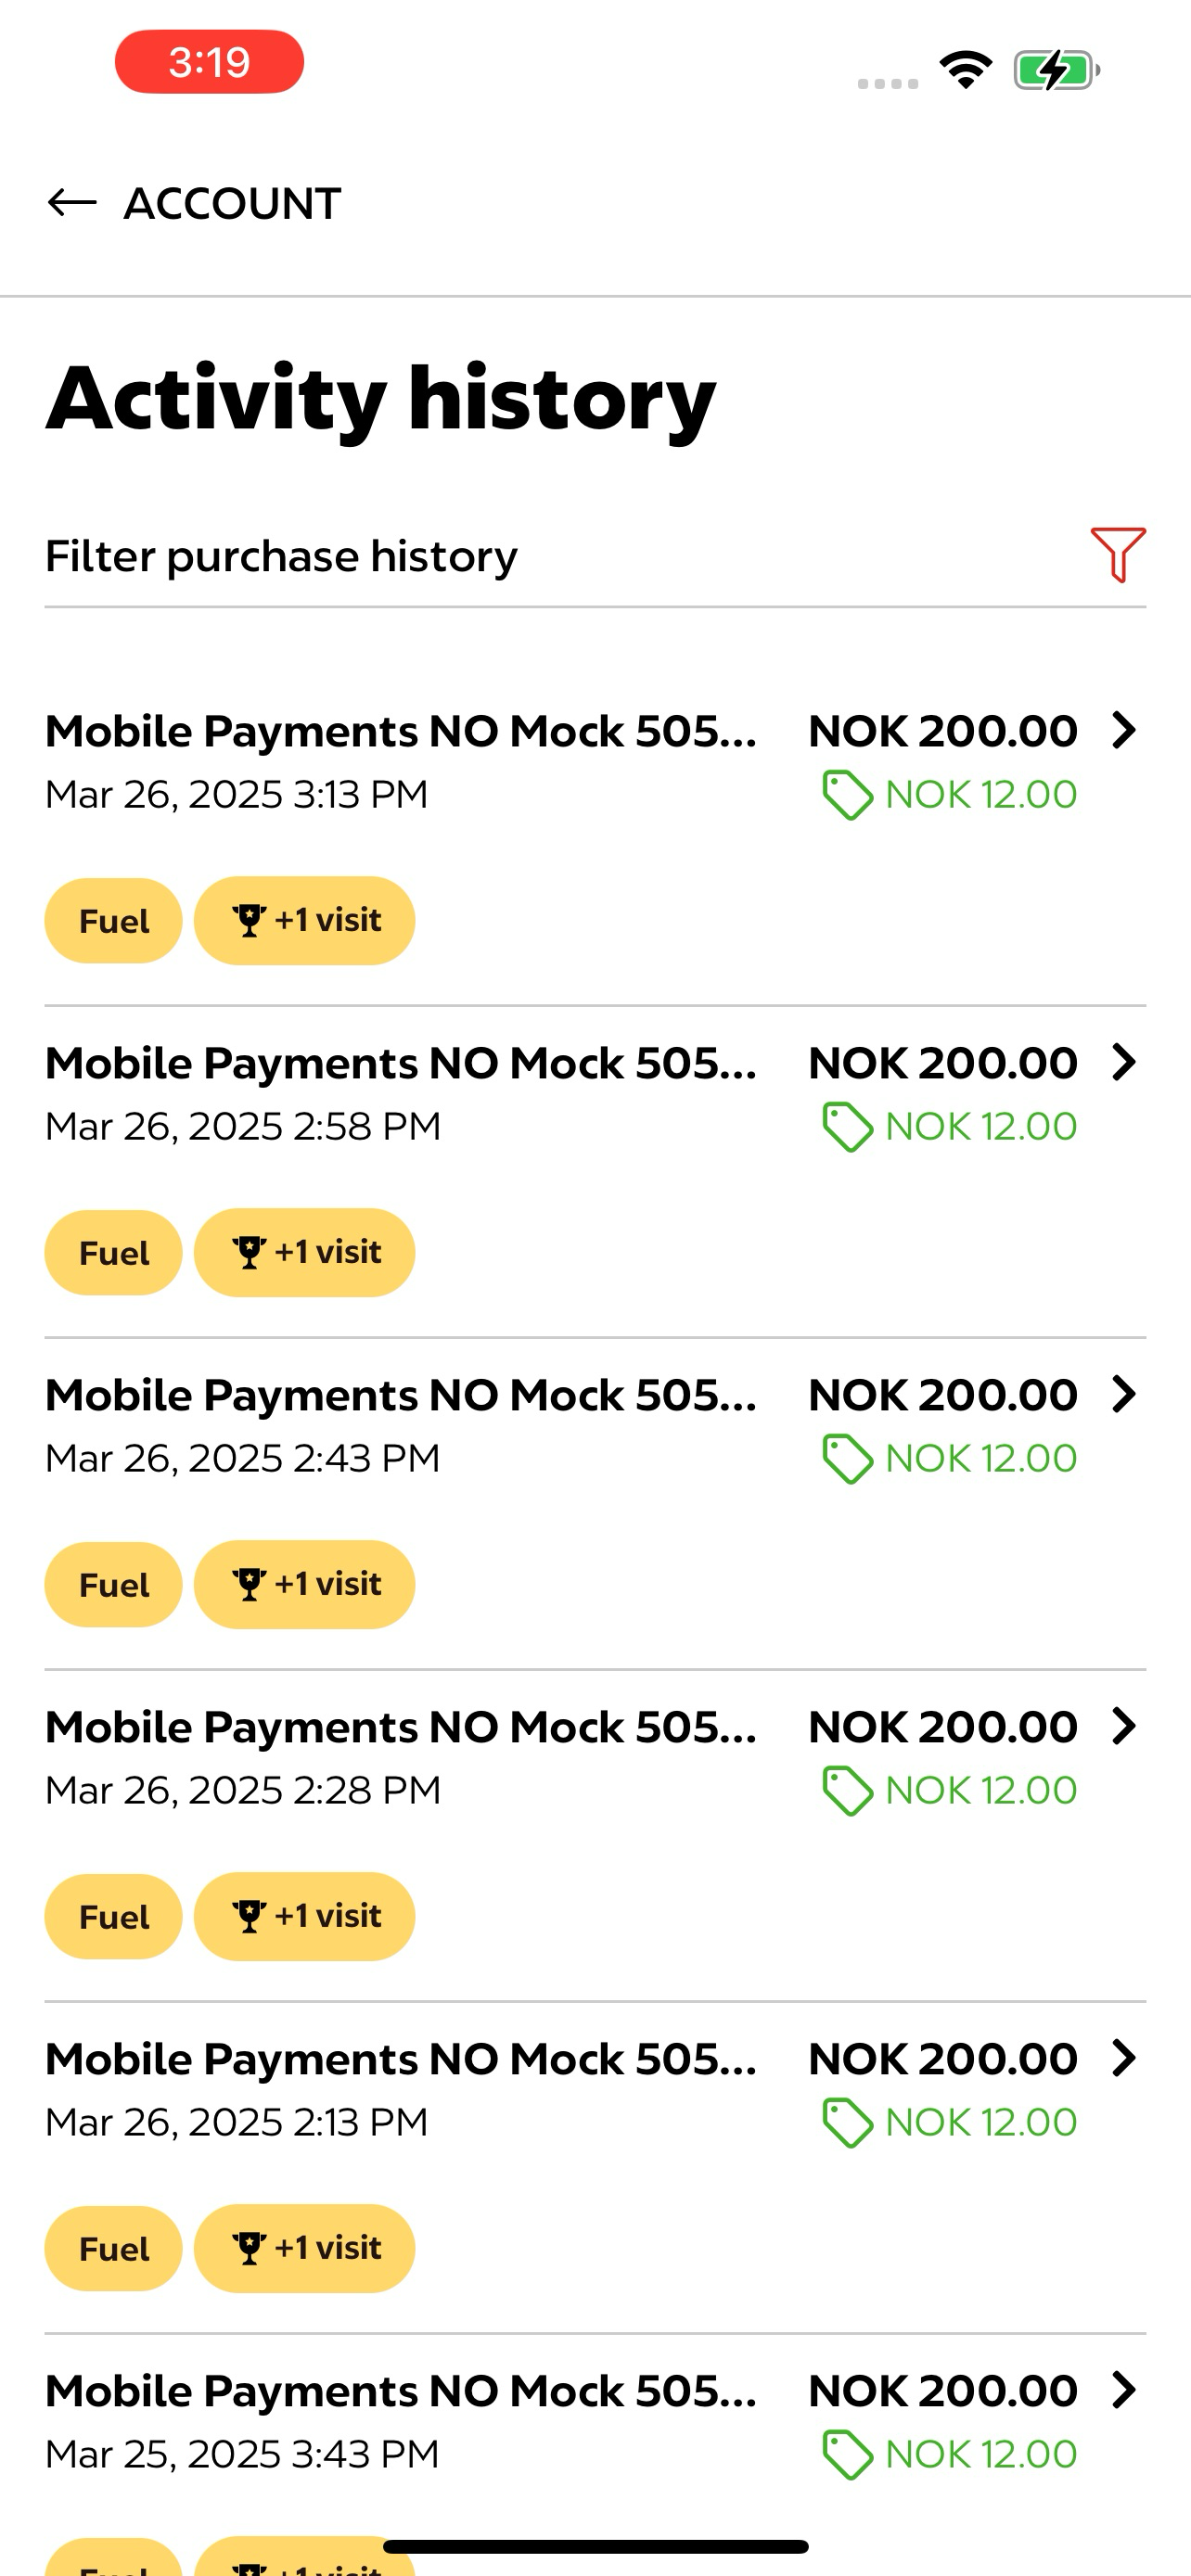 3:19
ACCOUNT
Activity history
Filter purchase history
Mobile Payments NO Mock 505... NOK 200.00
Mar 26, 2025 3:13 PM NOK 12.00
Fuel +1 visit
Mobile Payments NO Mock 505... NOK 200.00
Mar 26, 2025 2:58 PM NOK 12.00
Fuel +1 visit
Mobile Payments NO Mock 505... NOK 200.00
Mar 26, 2025 2:43 PM NOK 12.00
Fuel +1 visit
Mobile Payments NO Mock 505... NOK 200.00
Mar 26, 2025 2:28 PM NOK 12.00
Fuel +1 visit
Mobile Payments NO Mock 505... NOK 200.00
Mar 26, 2025 2:13 PM NOK 12.00
Fuel +1 visit
Mobile Payments NO Mock 505... NOK 200.00
Mar 25, 2025 3:43 PM NOK 12.00
Fuel +1 visit